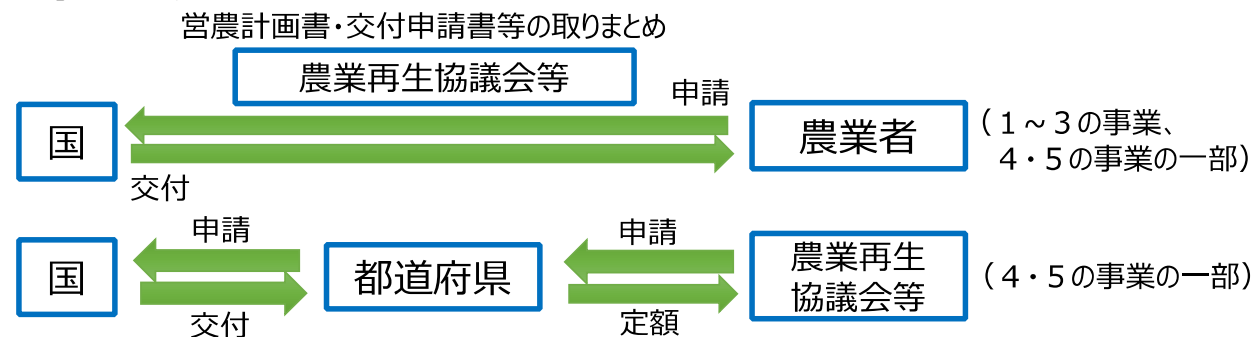 営農計画書・交付申請書等の取りまとめ
農業再生協議会等
申請
国
農業者
(1~3の事業、
4・5の事業の一部)
交付
申請
申請
国
都道府県
農業再生
協議会等
(4・5の事業の一部)
交付
定額